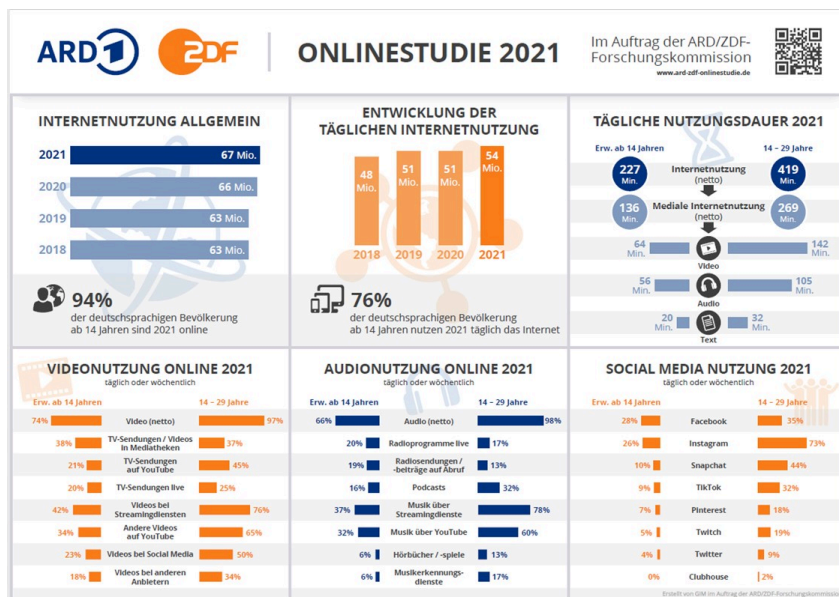 ARD 1 ZDF
ONLINESTUDIE 2021
Im Auftrag der ARD/ZDF-
Forschungskommission
www.ard-zdf-onlinestudie.de
INTERNETNUTZUNG ALLGEMEIN
2021 67 Mio.
2020 66 Mio.
2019 63 Mio.
2018 63 Mio.
94%
der deutschsprachigen Bevölkerung
ab 14 Jahren sind 2021 online
ENTWICKLUNG DER
TÄGLICHEN INTERNETNUTZUNG
48 Mio. 51 Mio. 51 Mio. 54 Mio.
2018 2019 2020 2021
76%
der deutschsprachigen Bevölkerung
ab 14 Jahren nutzen 2021 täglich das Internet
TÄGLICHE NUTZUNGSDAUER 2021
Erw. ab 14 Jahren 14 – 29 Jahre
227 Min. Internetnutzung (netto) 419 Min.
136 Min. Mediale Internetnutzung (netto) 269 Min.
64 Min. Video 142 Min.
56 Min. Audio 105 Min.
20 Min. Text 32 Min.
VIDEONUTZUNG ONLINE 2021
täglich oder wöchentlich
Erw. ab 14 Jahren 14 – 29 Jahre
74% Video (netto) 97%
38% TV-Sendungen / Videos in Mediatheken 37%
21% TV-Sendungen auf YouTube 45%
20% TV-Sendungen live 25%
42% Videos bei Streamingdiensten 76%
34% Andere Videos auf YouTube 65%
23% Videos bei Social Media 50%
18% Videos bei anderen Anbietern 34%
AUDIONUTZUNG ONLINE 2021
täglich oder wöchentlich
Erw. ab 14 Jahren 14 – 29 Jahre
66% Audio (netto) 98%
20% Radioprogramme live 17%
19% Radiosendungen / -beiträge auf Abruf 13%
16% Podcasts 32%
37% Musik über Streamingdienste 78%
32% Musik über YouTube 60%
6% Hörbücher / -spiele 13%
6% Musikerkennungs-dienste 17%
SOCIAL MEDIA NUTZUNG 2021
täglich oder wöchentlich
Erw. ab 14 Jahren 14 – 29 Jahre
28% Facebook 35%
26% Instagram 73%
10% Snapchat 44%
9% TikTok 32%
7% Pinterest 18%
5% Twitch 19%
4% Twitter 9%
0% Clubhouse 2%
Erstellt von GIM im Auftrag der ARD/ZDF-Forschungskommission